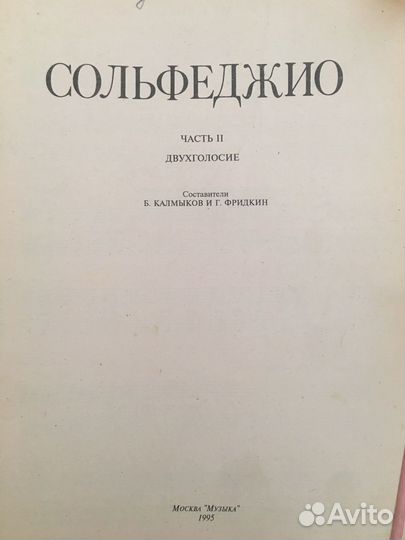 СОЛЬФЕДЖИО
ЧАСТЬ II
ДВУХГОЛОСИЕ
Составители
Б. КАЛМЫКОВ И Г. ФРИДКИН
МОСКВА "МУЗЫКА"
1995
Avito